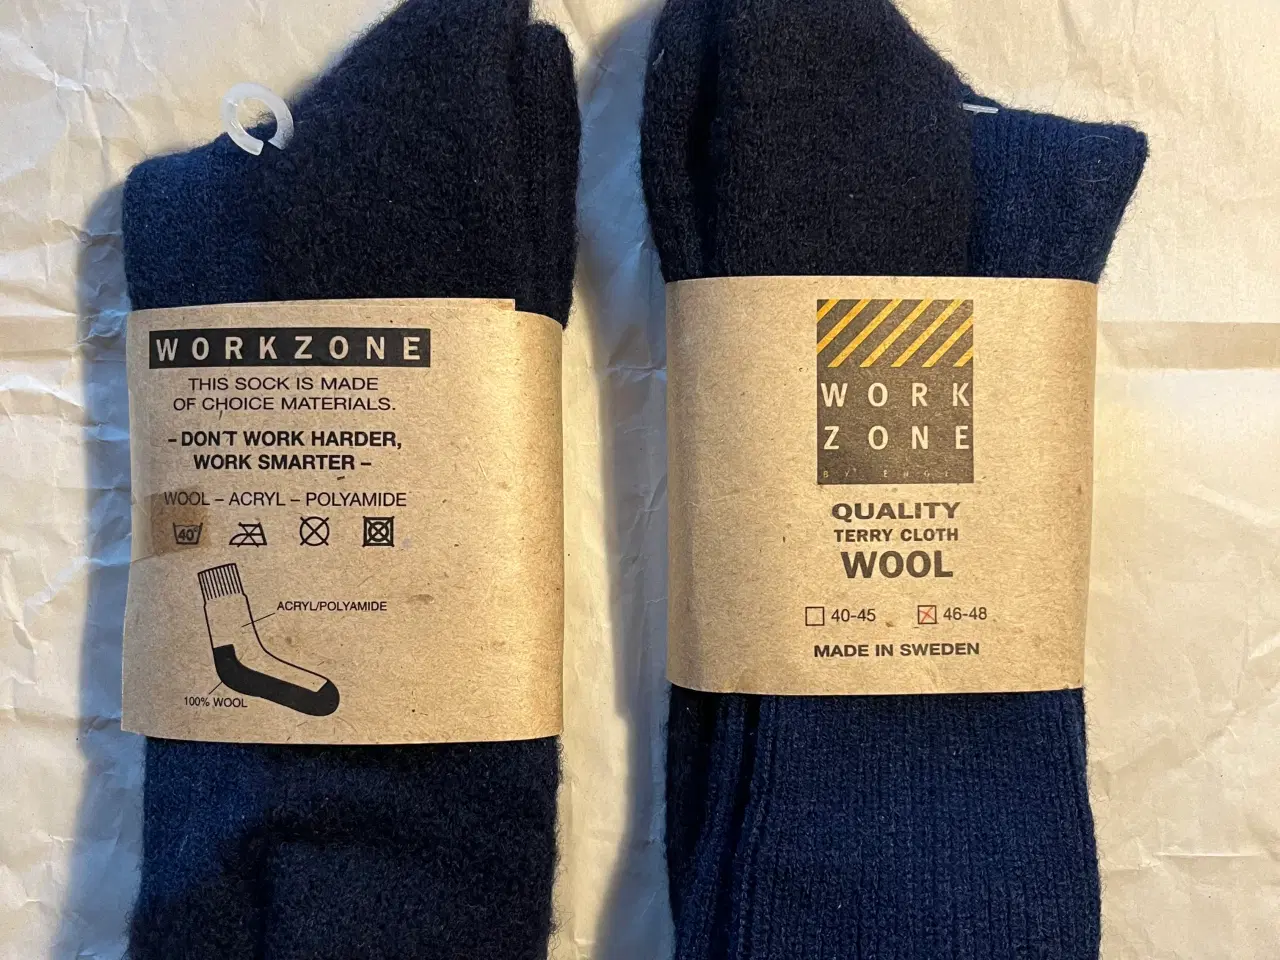 WORKZONE
THIS SOCK IS MADE
OF CHOICE MATERIALS.
– DON'T WORK HARDER,
WORK SMARTER –
WOOL – ACRYL – POLYAMIDE
40°
ACRYL/POLYAMIDE
100% WOOL
WORK
ZONE
QUALITY
TERRY CLOTH
WOOL
40-45 46-48
MADE IN SWEDEN